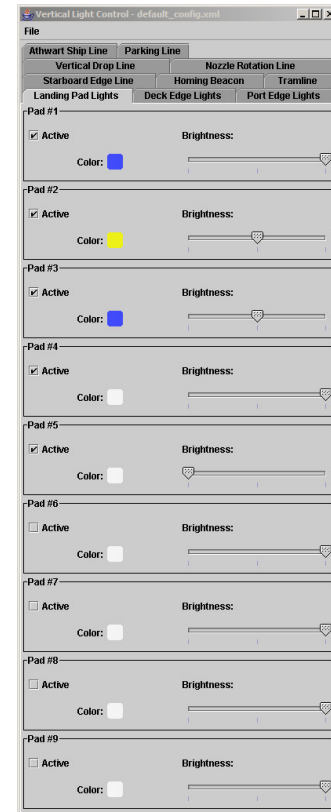 Vertical Light Control - default_config.xml
File
Athwart Ship Line Parking Line
Vertical Drop Line Nozzle Rotation Line
Starboard Edge Line Homing Beacon Tramline
Landing Pad Lights Deck Edge Lights Port Edge Lights
Pad #1
Active Brightness:
Color:
Pad #2
Active Brightness:
Color:
Pad #3
Active Brightness:
Color:
Pad #4
Active Brightness:
Color:
Pad #5
Active Brightness:
Color:
Pad #6
Active Brightness:
Color:
Pad #7
Active Brightness:
Color:
Pad #8
Active Brightness:
Color:
Pad #9
Active Brightness:
Color: